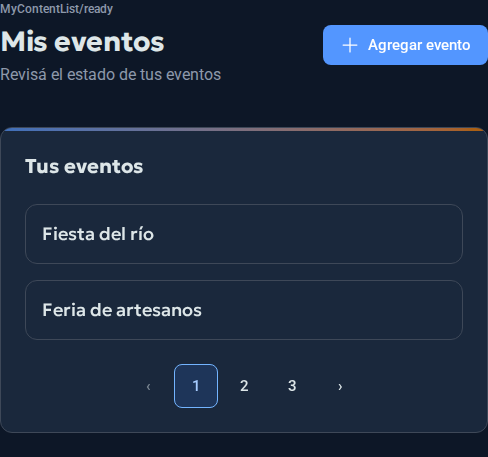 MyContentList/ready
Mis eventos
Agregar evento
Revisá el estado de tus eventos
Tus eventos
Fiesta del río
Feria de artesanos
‹ 1 2 3 ›